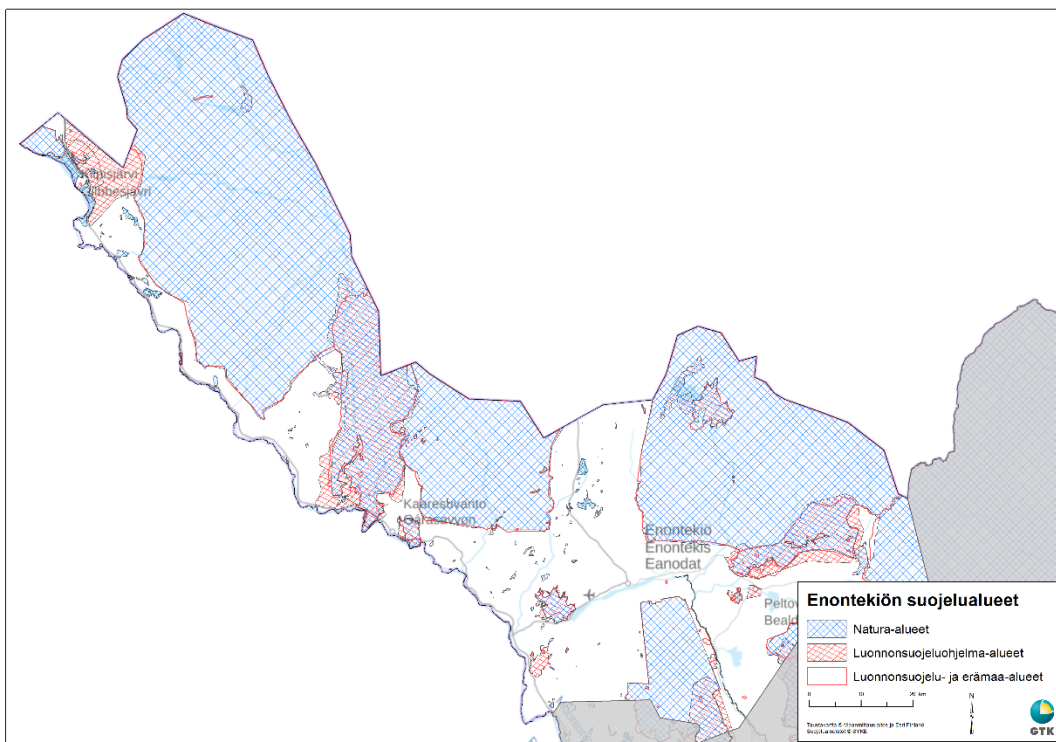 Kilpisjärvi
Gilbbesjávri
Kaarestivanto
Gárasavvon
Enontekiö
Enontekis
Eanodat
Enontekiön suojelualueet
Natura-alueet
Luonnonsuojeluohjelma-alueet
Luonnonsuojelu- ja erämaa-alueet
0 10 20 km
N
GTK